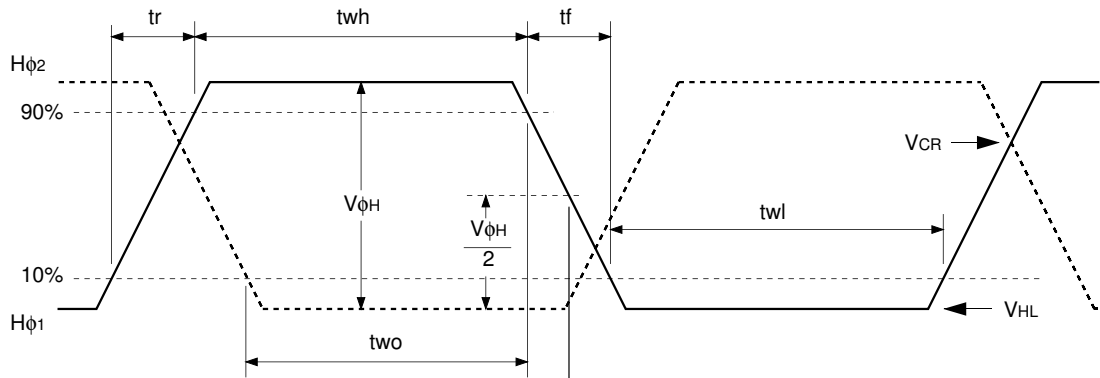 tr twh tf
Hϕ2
90%
VCR
VϕH
twl
VϕH
2
10%
Hϕ1
VHL
two